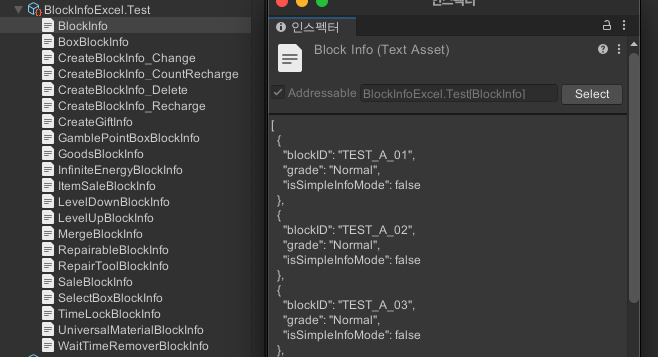 BlockInfoExcel.Test
BlockInfo
BoxBlockInfo
CreateBlockInfo_Change
CreateBlockInfo_CountRecharge
CreateBlockInfo_Delete
CreateBlockInfo_Recharge
CreateGiftInfo
GamblePointBoxBlockInfo
GoodsBlockInfo
InfiniteEnergyBlockInfo
ItemSaleBlockInfo
LevelDownBlockInfo
LevelUpBlockInfo
MergeBlockInfo
RepairableBlockInfo
RepairToolBlockInfo
SaleBlockInfo
SelectBoxBlockInfo
TimeLockBlockInfo
UniversalMaterialBlockInfo
WaitTimeRemoverBlockInfo
인스펙터
인스펙터
Block Info (Text Asset)
Addressable BlockInfoExcel.Test[BlockInfo] Select
[
{
"blockID": "TEST_A_01",
"grade": "Normal",
"isSimpleInfoMode": false
},
{
"blockID": "TEST_A_02",
"grade": "Normal",
"isSimpleInfoMode": false
},
{
"blockID": "TEST_A_03",
"grade": "Normal",
"isSimpleInfoMode": false
},